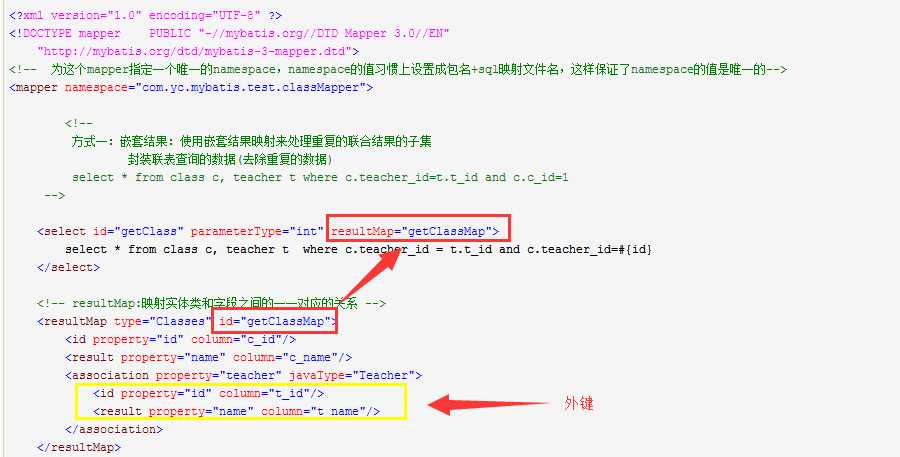 <?xml version="1.0" encoding="UTF-8" ?>
<!DOCTYPE mapper    PUBLIC "-//mybatis.org//DTD Mapper 3.0//EN"
"http://mybatis.org/dtd/mybatis-3-mapper.dtd">
<!--  为这个mapper指定一个唯一的namespace，namespace的值习惯上设置成包名+sql映射文件名，这样保证了namespace的值是唯一的-->
<mapper namespace="com.yc.mybatis.test.classMapper">
<!--
方式一：嵌套结果：使用嵌套结果映射来处理重复的联合结果的子集
封装联表查询的数据(去除重复的数据)
select * from class c, teacher t where c.teacher_id=t.t_id and c.c_id=1
-->
<select id="getClass" parameterType="int" resultMap="getClassMap">
select * from class c, teacher t  where c.teacher_id = t.t_id and c.teacher_id=#{id}
</select>
<!-- resultMap:映射实体类和字段之间的一一对应的关系 -->
<resultMap type="Classes" id="getClassMap">
<id property="id" column="c_id"/>
<result property="name" column="c_name"/>
<association property="teacher" javaType="Teacher">
<id property="id" column="t_id"/>
<result property="name" column="t_name"/>
外键
</association>
</resultMap>